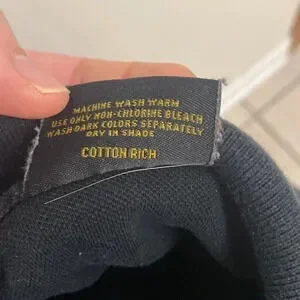 MACHINE WASH WARM
USE ONLY NON-CHLORINE BLEACH
WASH DARK COLORS SEPARATELY
DRY IN SHADE
COTTON RICH